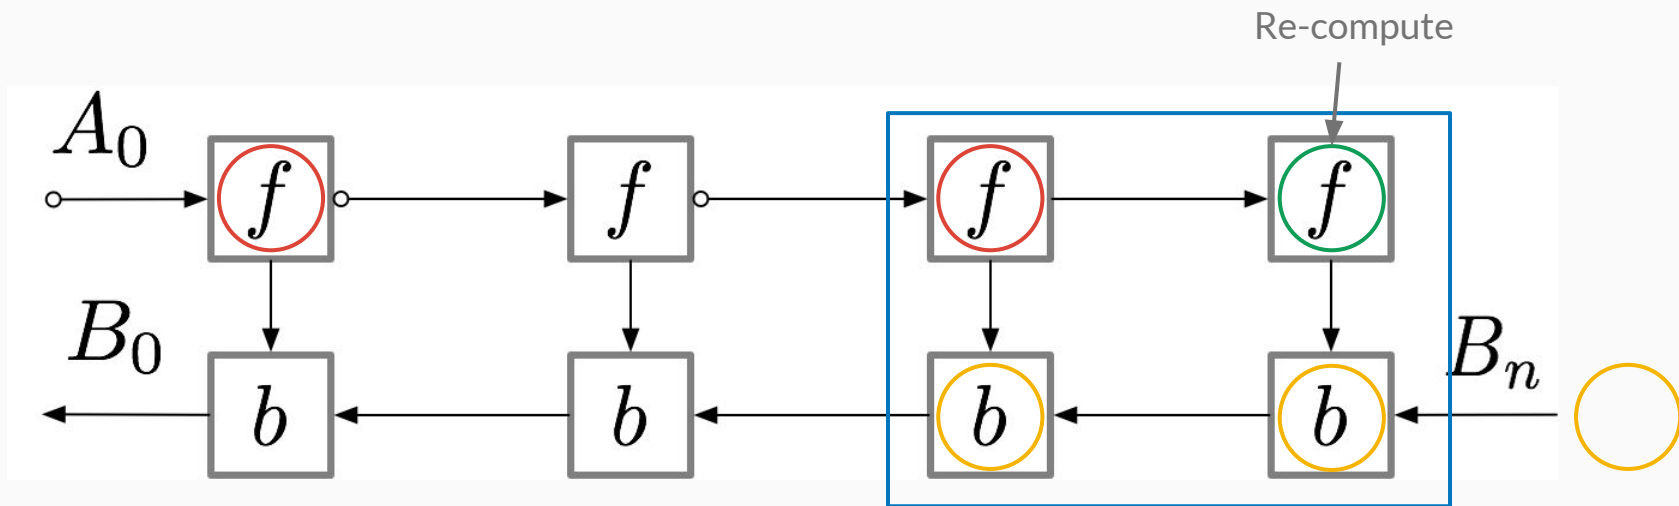 Re-compute
A₀
f f f f
B₀
Bₙ
b b b b